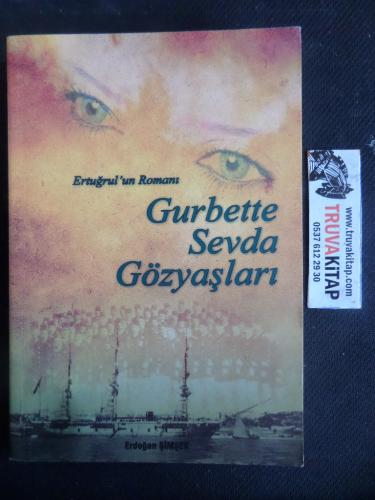 Ertuğrul'un Romanı
Gurbette
Sevda
Gözyaşları
Erdoğan ŞİMŞEK
www.truvakitap.com
TRUVAKİTAP
0537 612 29 30